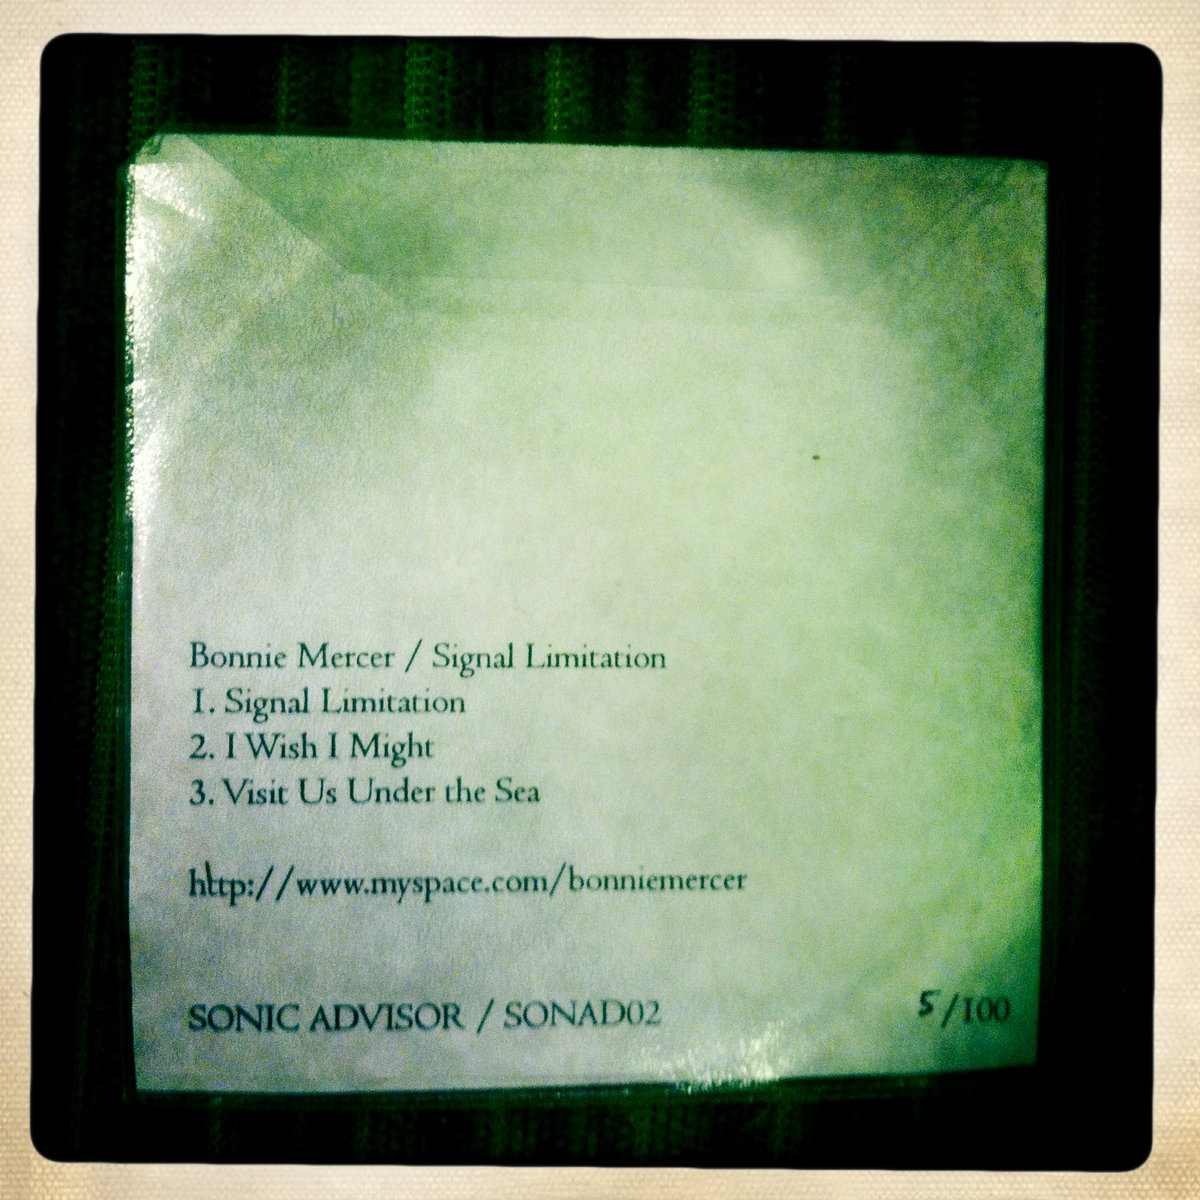 Bonnie Mercer / Signal Limitation
1. Signal Limitation
2. I Wish I Might
3. Visit Us Under the Sea
http://www.myspace.com/bonniemercer
SONIC ADVISOR / SONAD02
5/100